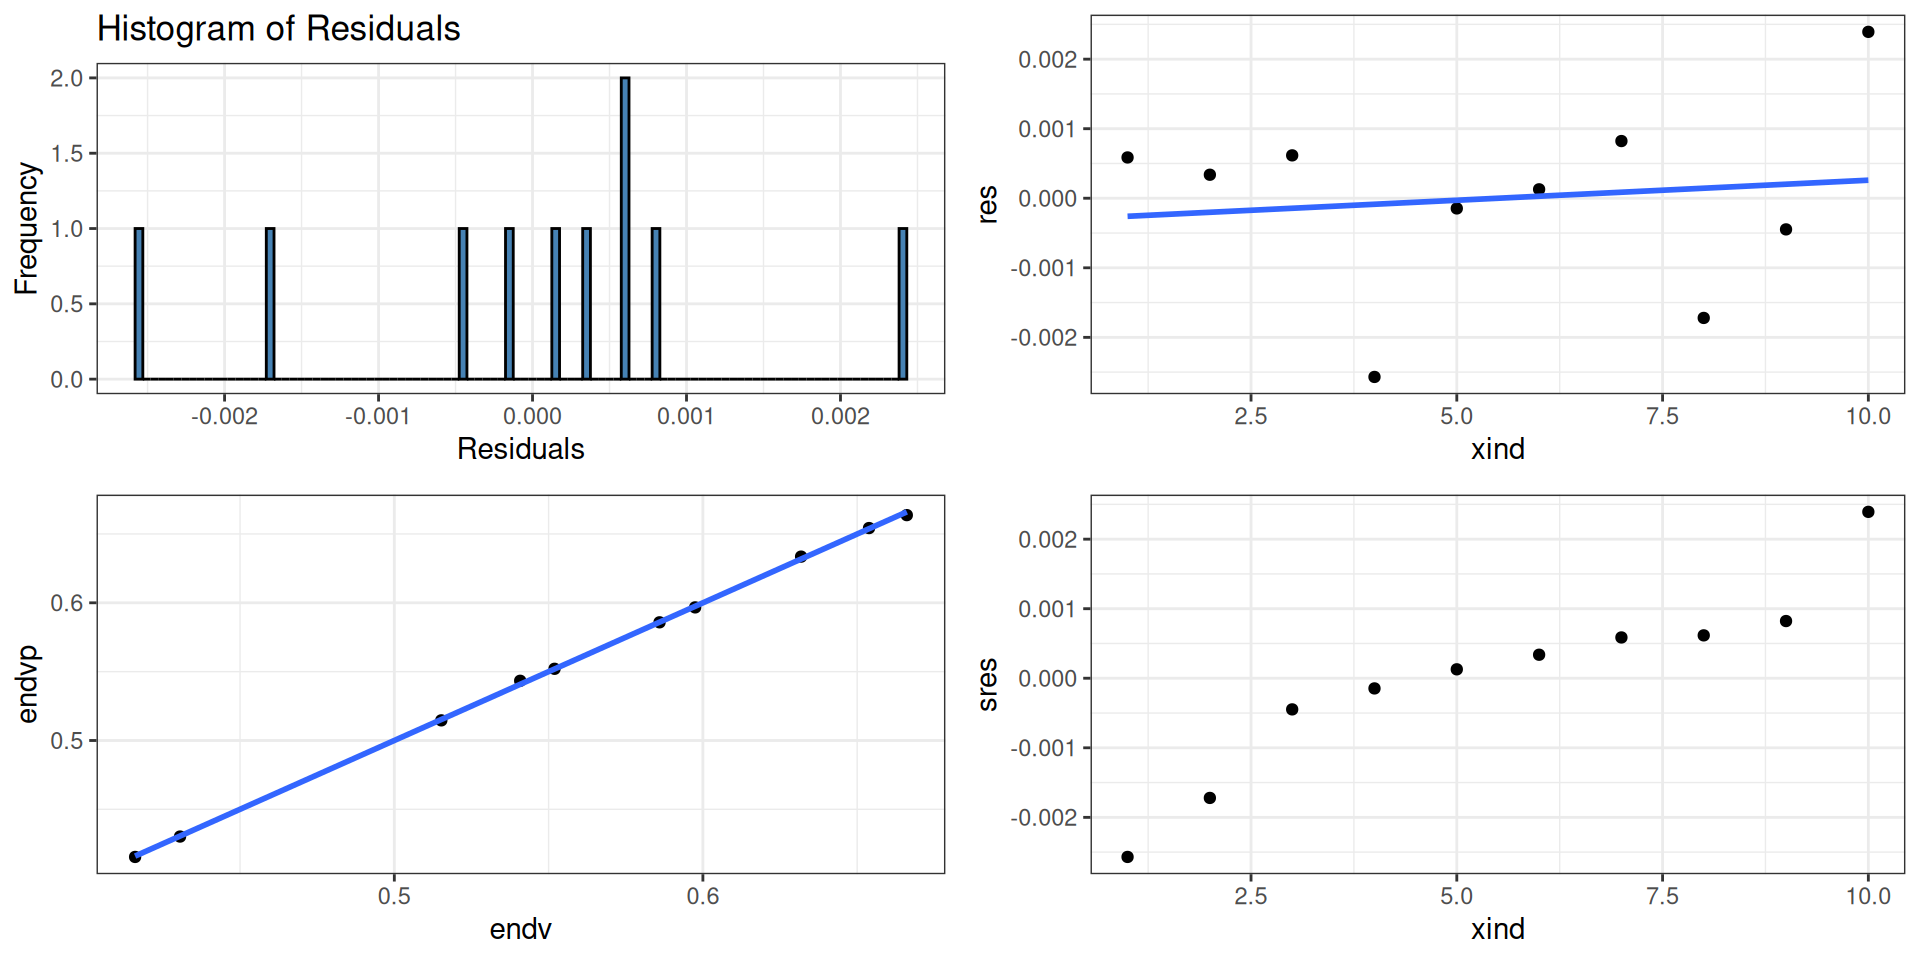 Histogram of Residuals
2.0
1.5
1.0
0.5
0.0
Frequency
-0.002 -0.001 0.000 0.001 0.002
Residuals
0.002
0.001
0.000
-0.001
-0.002
res
2.5 5.0 7.5 10.0
xind
0.6
0.5
endvp
0.5 0.6
endv
0.002
0.001
0.000
-0.001
-0.002
sres
2.5 5.0 7.5 10.0
xind